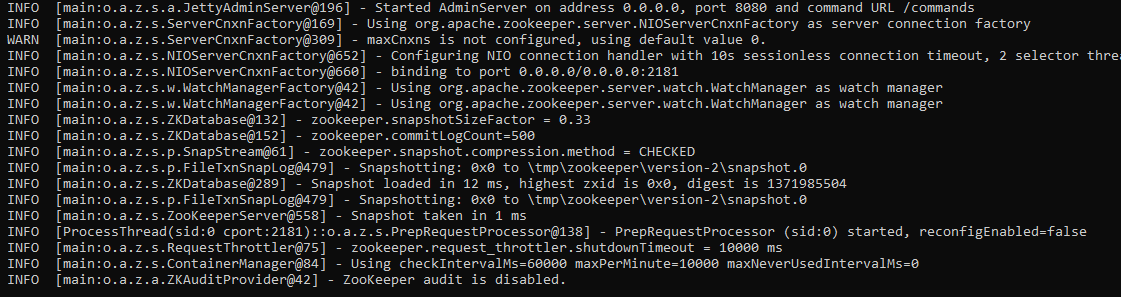 INFO [main:o.a.z.s.a.JettyAdminServer@196] - Started AdminServer on address 0.0.0.0, port 8080 and command URL /commands
INFO [main:o.a.z.s.ServerCnxnFactory@169] - Using org.apache.zookeeper.server.NIOServerCnxnFactory as server connection factory
WARN [main:o.a.z.s.ServerCnxnFactory@309] - maxCnxns is not configured, using default value 0.
INFO [main:o.a.z.s.NIOServerCnxnFactory@652] - Configuring NIO connection handler with 10s sessionless connection timeout, 2 selector threa
INFO [main:o.a.z.s.NIOServerCnxnFactory@660] - binding to port 0.0.0.0/0.0.0.0:2181
INFO [main:o.a.z.s.w.WatchManagerFactory@42] - Using org.apache.zookeeper.server.watch.WatchManager as watch manager
INFO [main:o.a.z.s.w.WatchManagerFactory@42] - Using org.apache.zookeeper.server.watch.WatchManager as watch manager
INFO [main:o.a.z.s.ZKDatabase@132] - zookeeper.snapshotSizeFactor = 0.33
INFO [main:o.a.z.s.ZKDatabase@152] - zookeeper.commitLogCount=500
INFO [main:o.a.z.s.p.SnapStream@61] - zookeeper.snapshot.compression.method = CHECKED
INFO [main:o.a.z.s.p.FileTxnSnapLog@479] - Snapshotting: 0x0 to \tmp\zookeeper\version-2\snapshot.0
INFO [main:o.a.z.s.ZKDatabase@289] - Snapshot loaded in 12 ms, highest zxid is 0x0, digest is 1371985504
INFO [main:o.a.z.s.p.FileTxnSnapLog@479] - Snapshotting: 0x0 to \tmp\zookeeper\version-2\snapshot.0
INFO [main:o.a.z.s.ZooKeeperServer@558] - Snapshot taken in 1 ms
INFO [ProcessThread(sid:0 cport:2181)::o.a.z.s.PrepRequestProcessor@138] - PrepRequestProcessor (sid:0) started, reconfigEnabled=false
INFO [main:o.a.z.s.RequestThrottler@75] - zookeeper.request_throttler.shutdownTimeout = 10000 ms
INFO [main:o.a.z.s.ContainerManager@84] - Using checkIntervalMs=60000 maxPerMinute=10000 maxNeverUsedIntervalMs=0
INFO [main:o.a.z.a.ZKAuditProvider@42] - ZooKeeper audit is disabled.